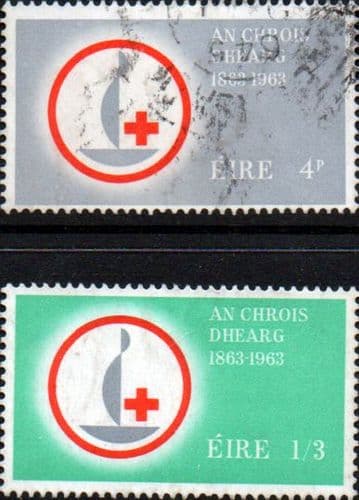 AN CHROIS
DHEARG
1863-1963
ÉIRE 4P
AN CHROIS
DHEARG
1863-1963
ÉIRE 1/3